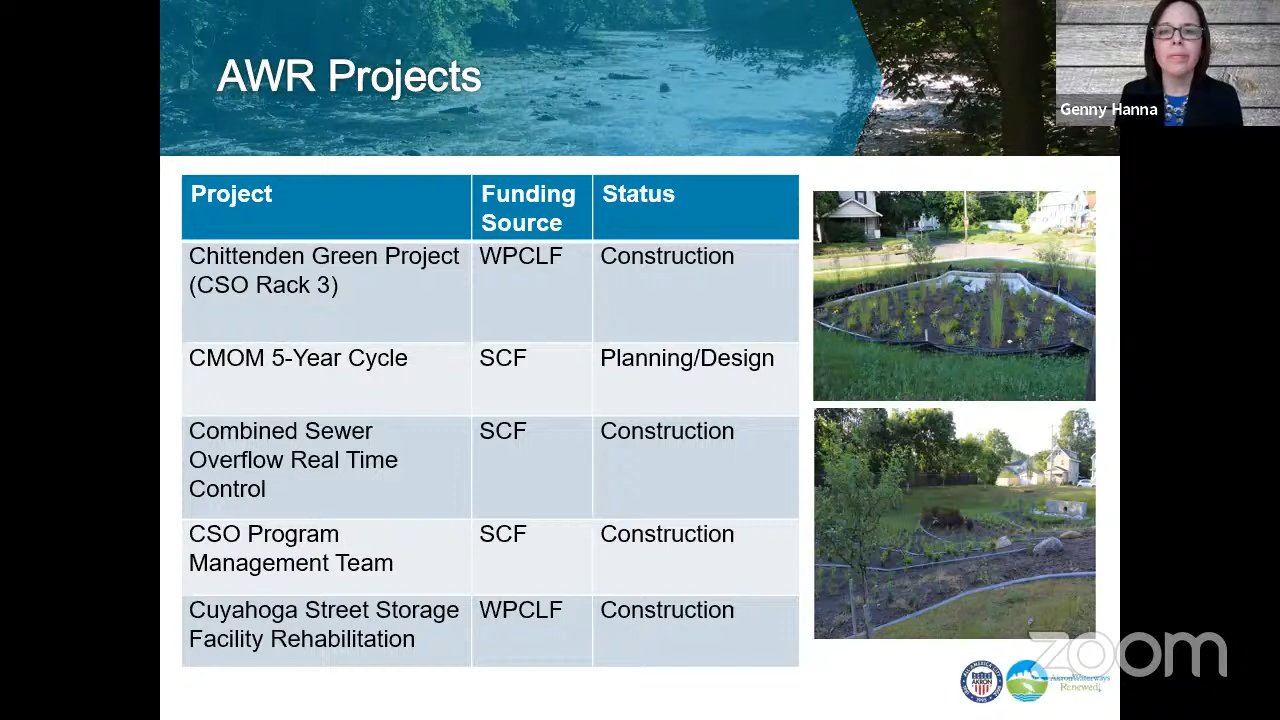 AWR Projects
Genny Hanna
Project
Funding
Source
Status
Chittenden Green Project
(CSO Rack 3)
WPCLF
Construction
CMOM 5-Year Cycle
SCF
Planning/Design
Combined Sewer
Overflow Real Time
Control
SCF
Construction
CSO Program
Management Team
SCF
Construction
Cuyahoga Street Storage
Facility Rehabilitation
WPCLF
Construction
zoom
AKRON
AkronWaterways
Renewed!